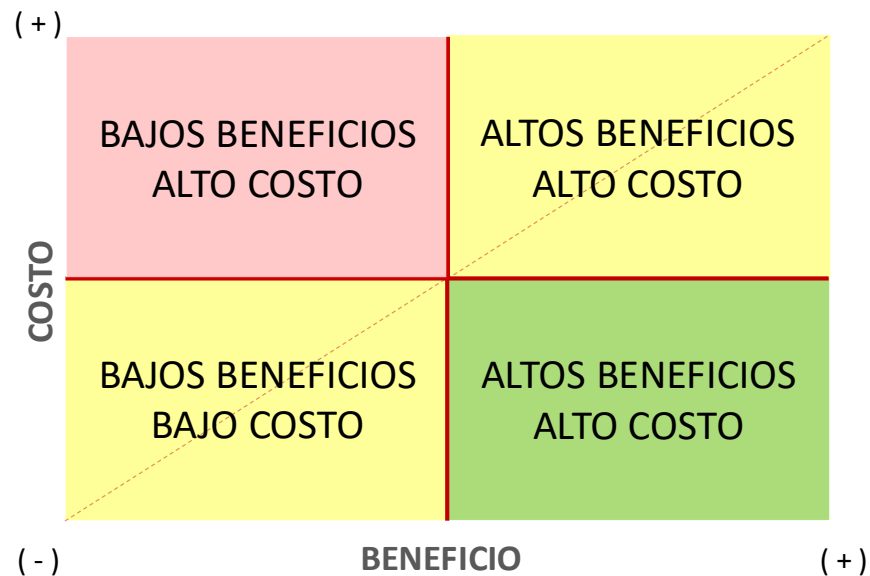 ( + )
BAJOS BENEFICIOS
ALTO COSTO
ALTOS BENEFICIOS
ALTO COSTO
COSTO
BAJOS BENEFICIOS
BAJO COSTO
ALTOS BENEFICIOS
ALTO COSTO
( - )
BENEFICIO
( + )